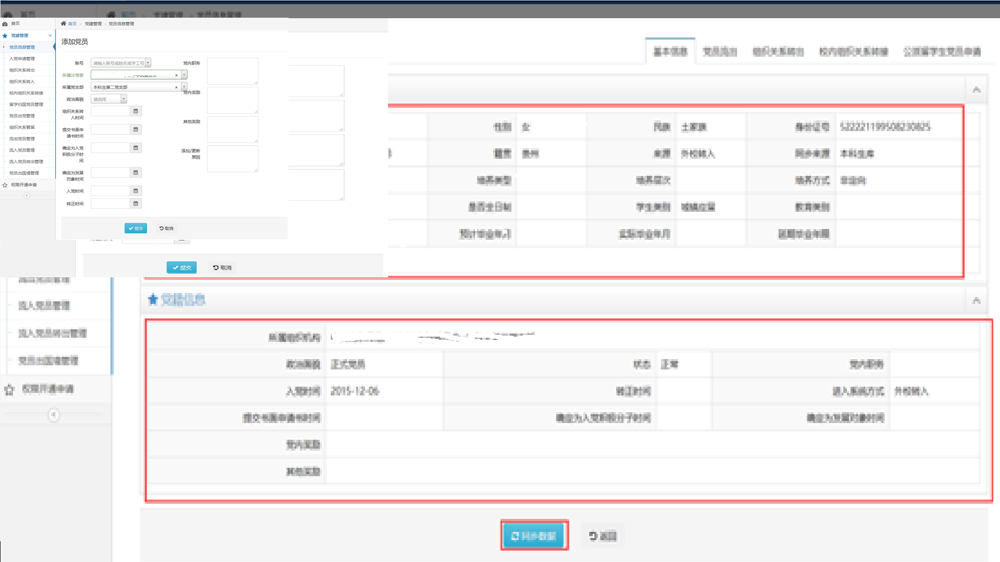 首页
首页 › 党建管理 › 党员信息管理
首页
党建管理
党员信息管理
入党申请管理
组织关系转出
组织关系转入
校内组织关系转接
留学归国党员管理
党员出党管理
组织关系暂留
流出党员管理
流入党员管理
流入党员转出管理
党员出国境管理
权限开通申请
首页 › 党建管理 › 党员信息管理
添加党员
账号 请输入账号或姓名或学工号
所属分党委
所属党支部 本科生第二党支部
政治面貌 请选择
组织关系转入时间
提交书面申请书时间
确定为入党积极分子时间
确定为发展对象时间
入党时间
转正时间
党内职务
党内奖励
其他奖励
添加/更新原因
提交 取消
提交 取消
流入党员管理
流入党员转出管理
党员出国境管理
权限开通申请
基本信息 党员流出 组织关系转出 校内组织关系转接 公派留学生党员申请
性别 女 民族 土家族 身份证号
籍贯 贵州 来源 外校转入 同步来源 本科生库
培养类型 培养层次 培养方式 非定向
是否全日制 学生类别 教育类别
预计毕业年月 实际毕业年月 延期毕业年限
党籍信息
所属组织机构
政治面貌 正式党员 状态 正常 党内职务
入党时间 2015-12-06 转正时间 进入系统方式 外校转入
提交书面申请书时间 确定为入党积极分子时间 确定为发展对象时间
党内奖励
其他奖励
同步数据 返回